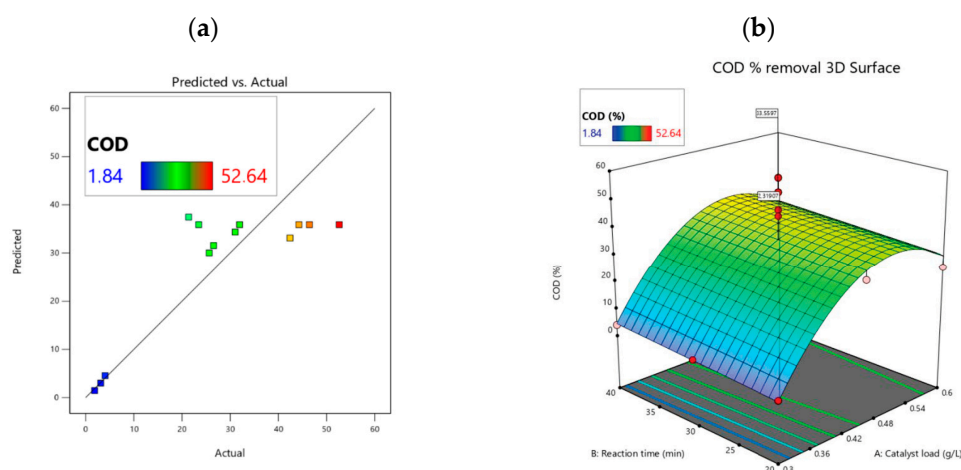 (a)
Predicted vs. Actual
COD
1.84 52.64
60
50
40
30
20
10
0
Predicted
0 10 20 30 40 50 60
Actual
(b)
COD % removal 3D Surface
COD (%)
1.84 52.64
60
50
40
30
20
10
0
COD (%)
40
35
30
25
20
B: Reaction time (min)
0.3
0.36
0.42
0.48
0.54
0.6
A: Catalyst load (g/L)